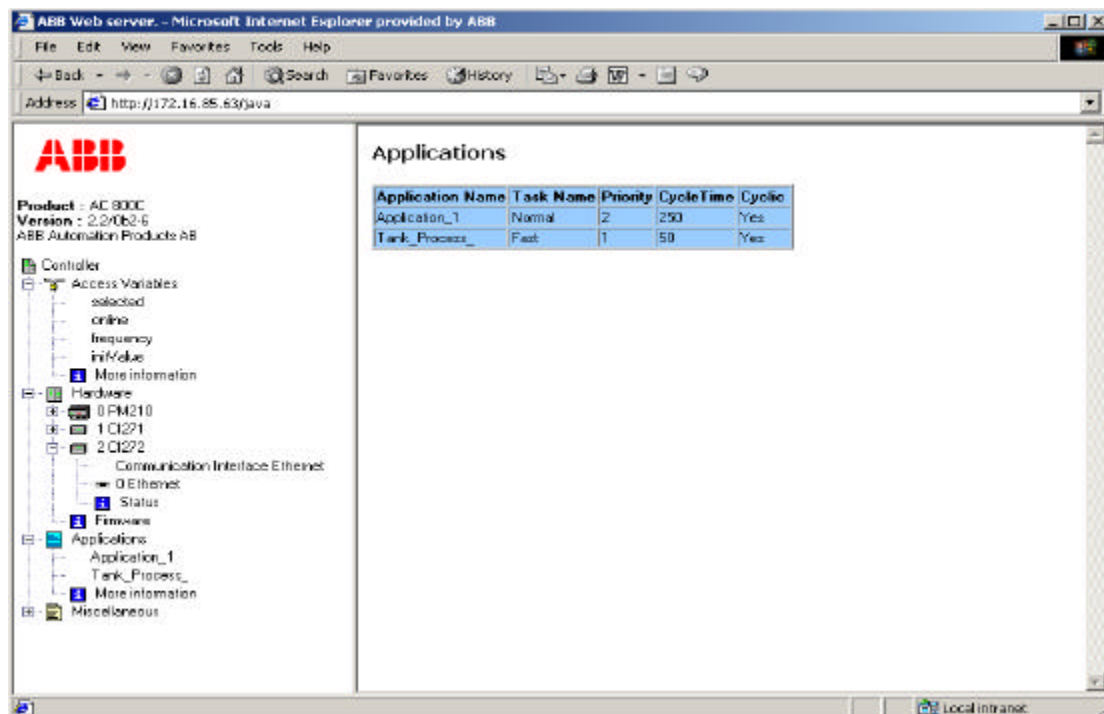 ABB Web server. - Microsoft Internet Explorer provided by ABB
File Edit View Favorites Tools Help
Back Search Favorites History
Address http://172.16.85.63/java
ABB
Product : AC 800C
Version : 2.2/0b2-6
ABB Automation Products AB
Controller
Access Variables
selected
online
frequency
initValue
More information
Hardware
0 PM210
1 CI271
2 CI272
Communication Interface Ethernet
0 Ethernet
Status
Firmware
Applications
Application_1
Tank_Process_
More information
Miscellaneous
Applications
Application Name Task Name Priority CycleTime Cyclic
Application_1 Normal 2 250 Yes
Tank_Process_ Fast 1 50 Yes
Local intranet